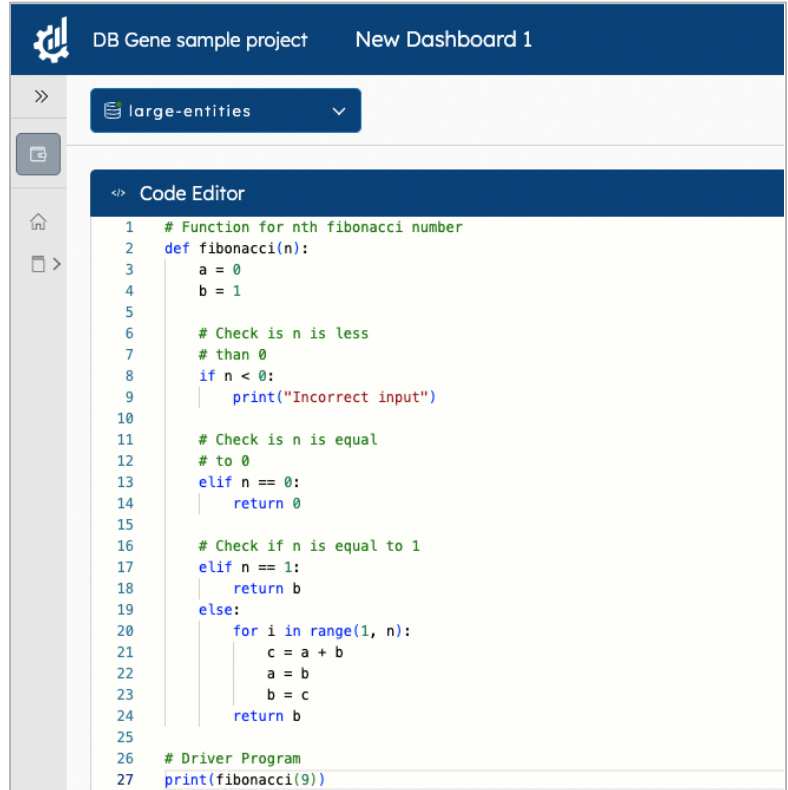 DB Gene sample project New Dashboard 1
large-entities
</> Code Editor
1 # Function for nth fibonacci number
2 def fibonacci(n):
3     a = 0
4     b = 1
5
6     # Check is n is less
7     # than 0
8     if n < 0:
9         print("Incorrect input")
10
11     # Check is n is equal
12     # to 0
13     elif n == 0:
14         return 0
15
16     # Check if n is equal to 1
17     elif n == 1:
18         return b
19     else:
20         for i in range(1, n):
21             c = a + b
22             a = b
23             b = c
24         return b
25
26 # Driver Program
27 print(fibonacci(9))